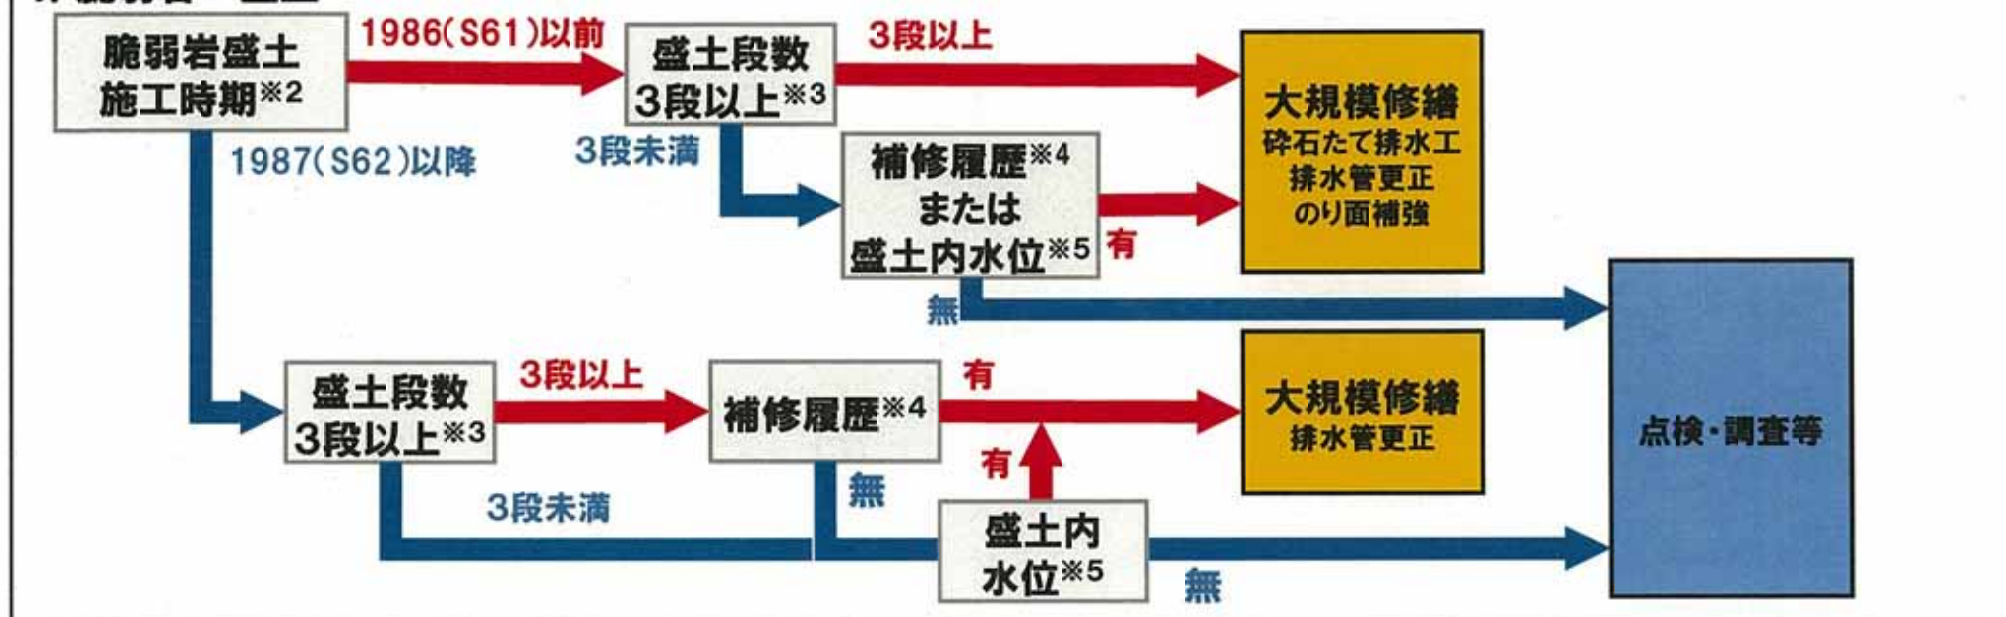 脆弱岩盛土
施工時期※2
1986(S61)以前
盛土段数
3段以上※3
3段以上
大規模修繕
砕石たて排水工
排水管更正
のり面補強
1987(S62)以降
3段未満
補修履歴※4
または
盛土内水位※5
有
無
盛土段数
3段以上※3
3段以上
補修履歴※4
有
大規模修繕
排水管更正
点検・調査等
3段未満
無
有
盛土内
水位※5
無